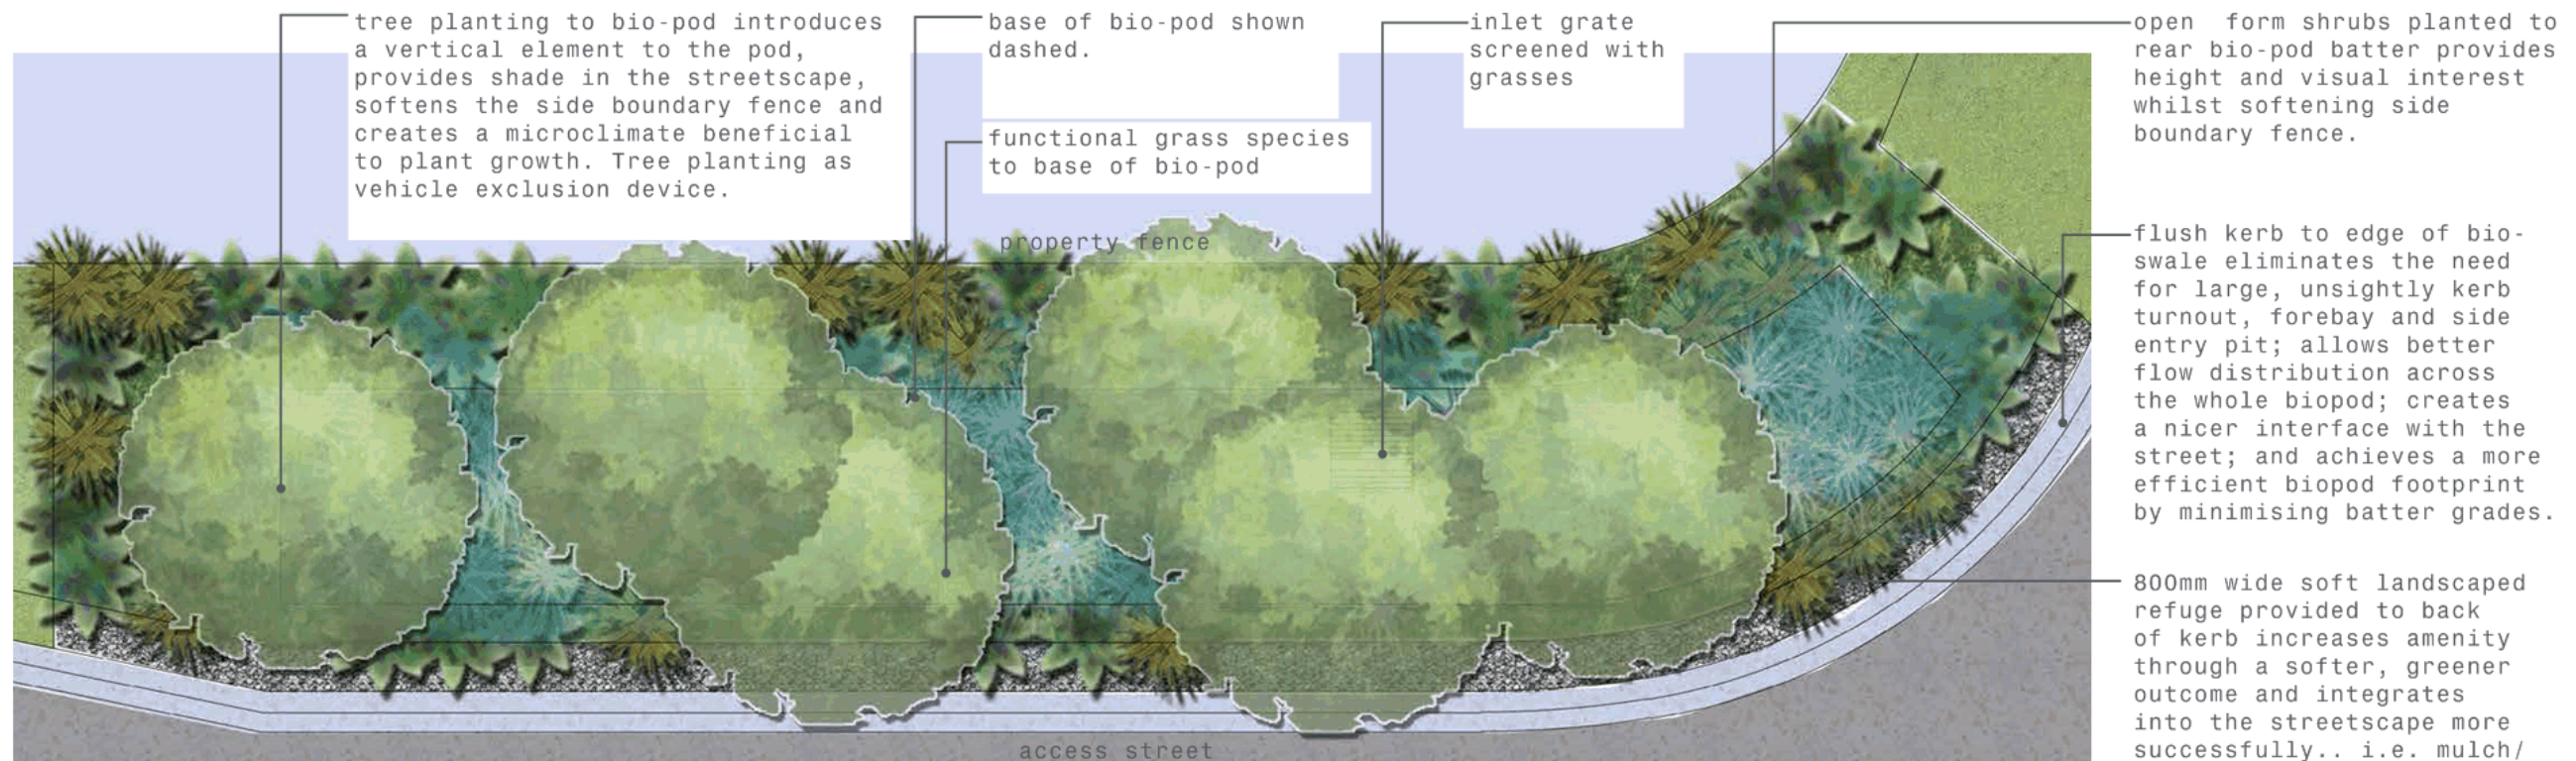 tree planting to bio-pod introduces
a vertical element to the pod,
provides shade in the streetscape,
softens the side boundary fence and
creates a microclimate beneficial
to plant growth. Tree planting as
vehicle exclusion device.
base of bio-pod shown
dashed.
functional grass species
to base of bio-pod
inlet grate
screened with
grasses
open form shrubs planted to
rear bio-pod batter provides
height and visual interest
whilst softening side
boundary fence.
property fence
flush kerb to edge of bio-
swale eliminates the need
for large, unsightly kerb
turnout, forebay and side
entry pit; allows better
flow distribution across
the whole biopod; creates
a nicer interface with the
street; and achieves a more
efficient biopod footprint
by minimising batter grades.
800mm wide soft landscaped
refuge provided to back
of kerb increases amenity
through a softer, greener
outcome and integrates
into the streetscape more
successfully.. i.e. mulch/
access street